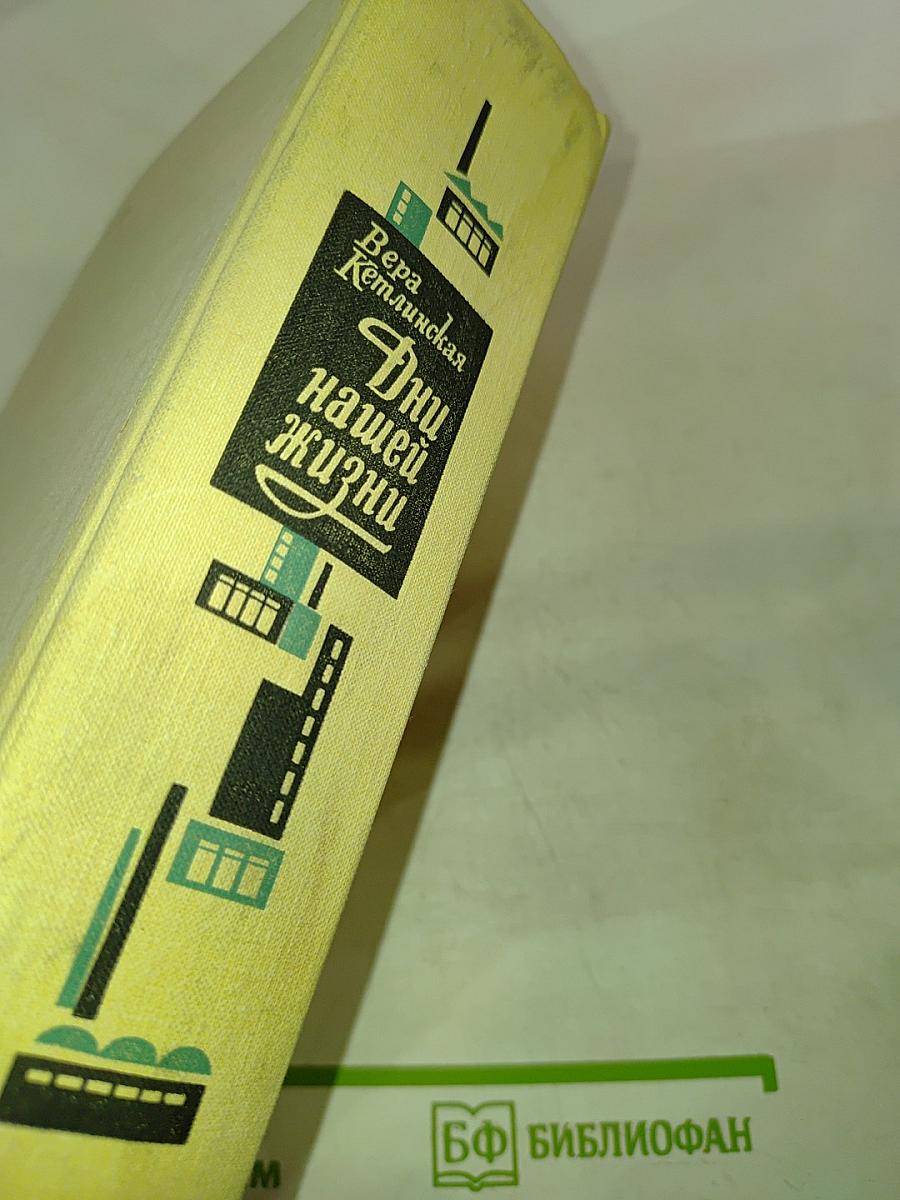 Вера
Кетлинская
Дни
нашей
жизни
БФ БИБЛИОФАН